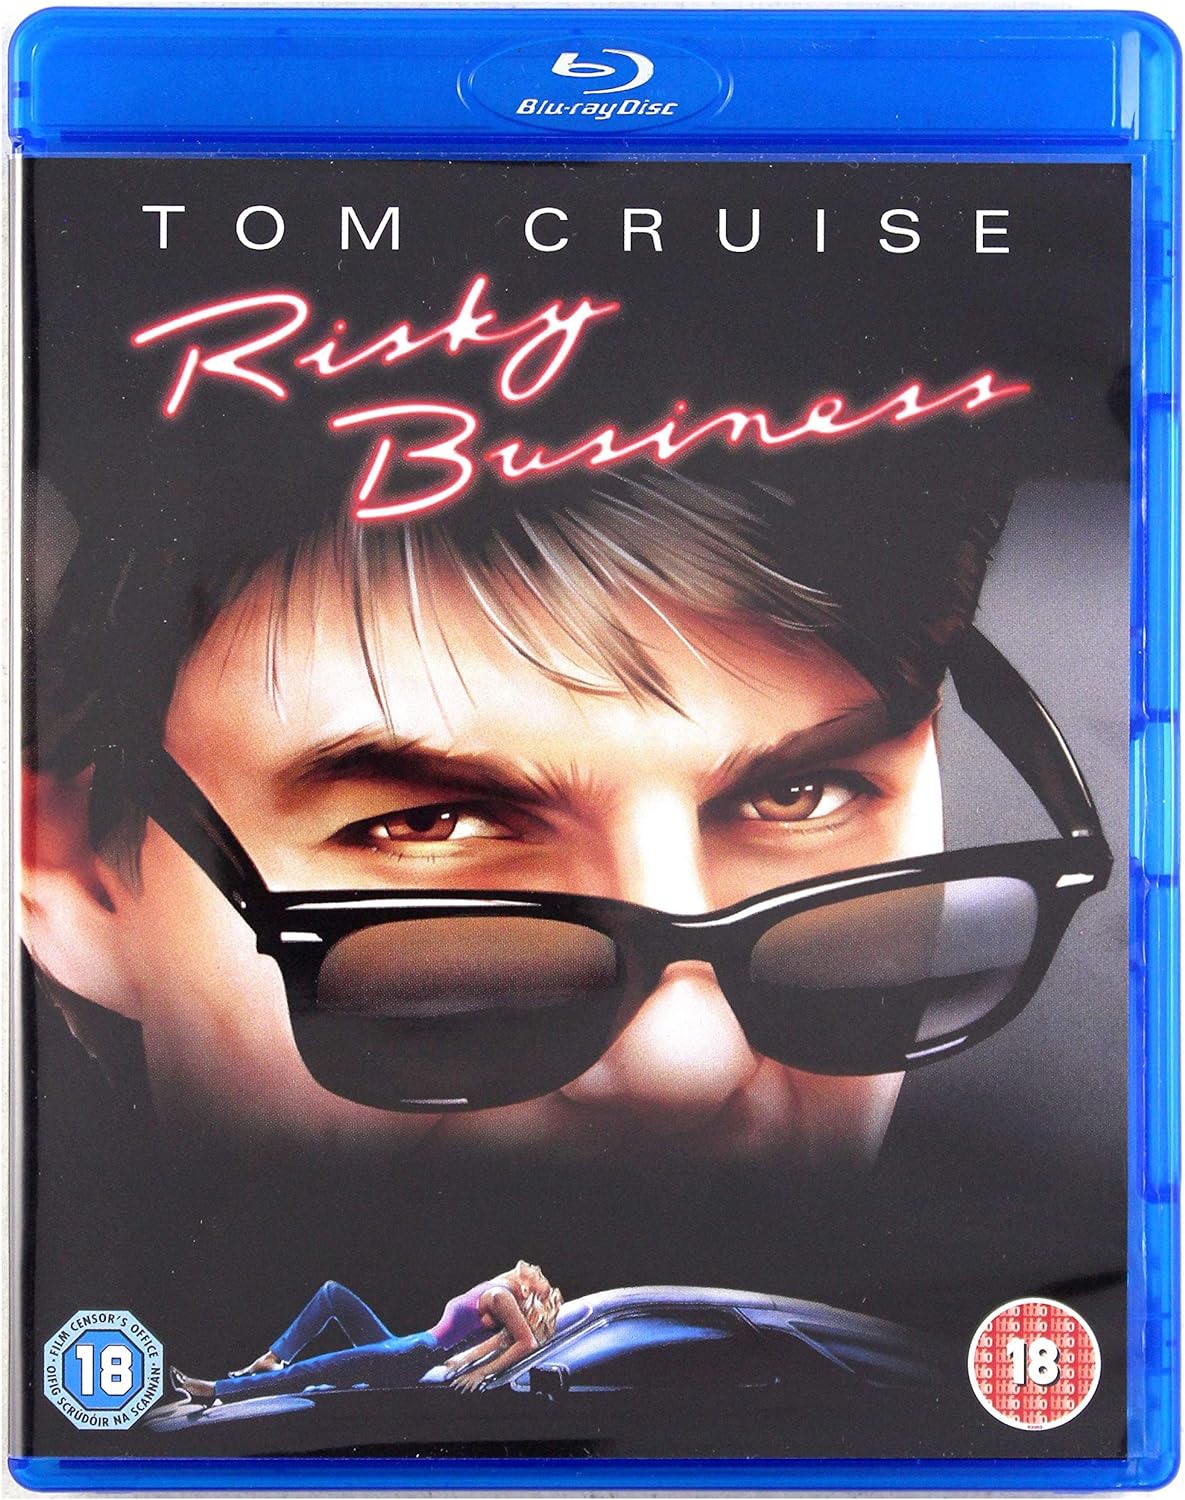 Blu-ray Disc
TOM CRUISE
Risky
Business
· FILM CENSOR'S OFFICE ·
18
OIFIG SCRÚDÓIR NA SCANNÁN
18